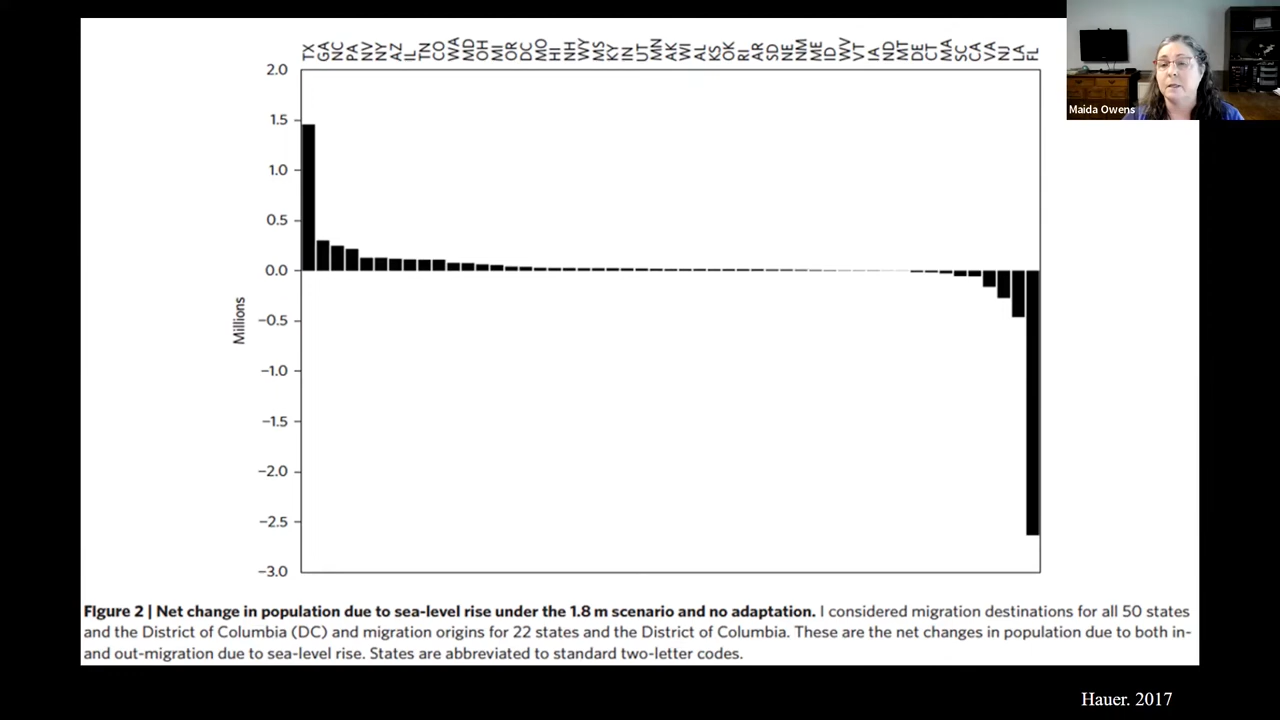 TX GA NC PA NV NY AZ IL TN CO WA MD OH MI OR DC MO HI NH WY MS KY IN UT MN AK WI AL KS OK RI AR SD NE NM ME ID WV VT IA ND MT DE CT MA SC CA VA NJ LA FL
2.0
1.5
1.0
0.5
0.0
−0.5
−1.0
−1.5
−2.0
−2.5
−3.0
Millions
Maida Owens
Figure 2 | Net change in population due to sea-level rise under the 1.8 m scenario and no adaptation. I considered migration destinations for all 50 states
and the District of Columbia (DC) and migration origins for 22 states and the District of Columbia. These are the net changes in population due to both in-
and out-migration due to sea-level rise. States are abbreviated to standard two-letter codes.
Hauer. 2017